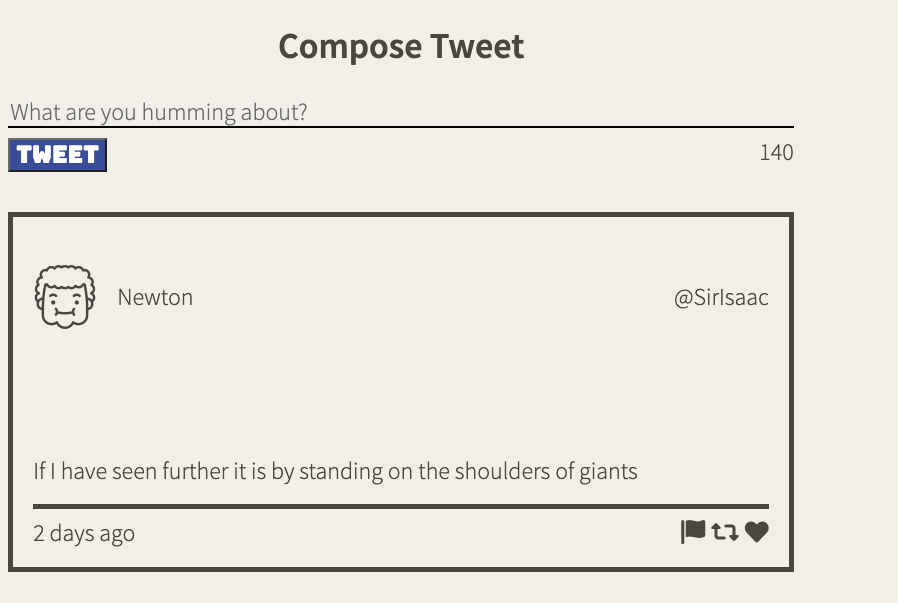 Compose Tweet
What are you humming about?
TWEET 140
Newton @SirIsaac
If I have seen further it is by standing on the shoulders of giants
2 days ago